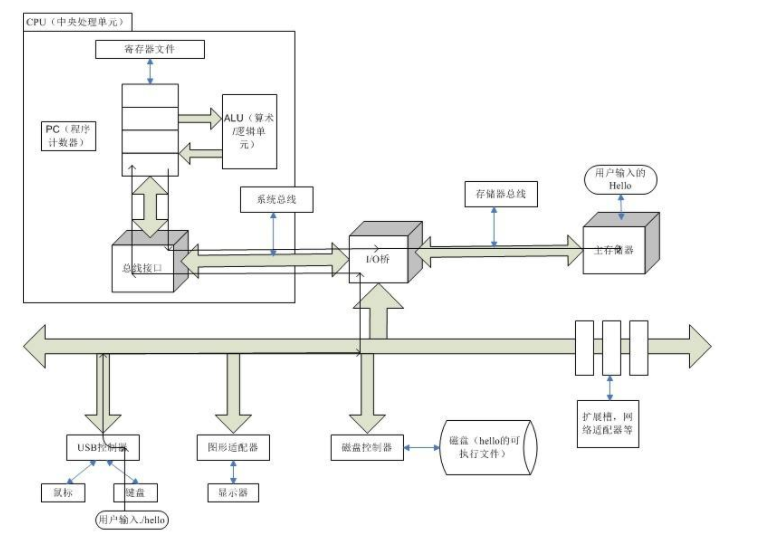 CPU（中央处理单元）
寄存器文件
PC（程序
计数器）
ALU（算术
/逻辑单
元）
系统总线
存储器总线
用户输入的
Hello
总线接口
I/O桥
主存储器
扩展槽，网
络适配器等
USB控制器
图形适配器
磁盘控制器
磁盘（hello的可
执行文件）
鼠标
键盘
显示器
用户输入./hello